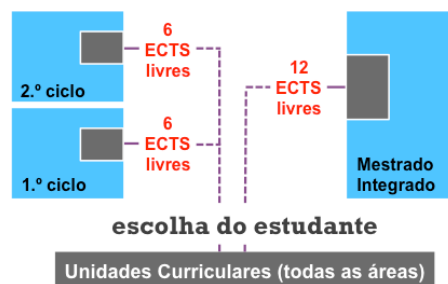 6
ECTS
livres
2.º ciclo
6
ECTS
livres
1.º ciclo
12
ECTS
livres
Mestrado
Integrado
escolha do estudante
Unidades Curriculares (todas as áreas)